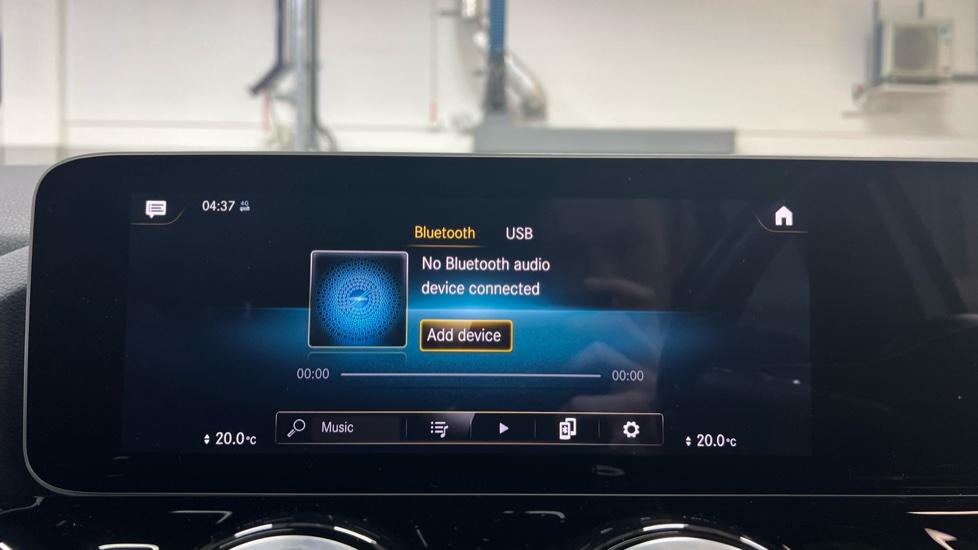 04:37 4G
Bluetooth USB
No Bluetooth audio
device connected
Add device
00:00 00:00
Music
20.0°C 20.0°C